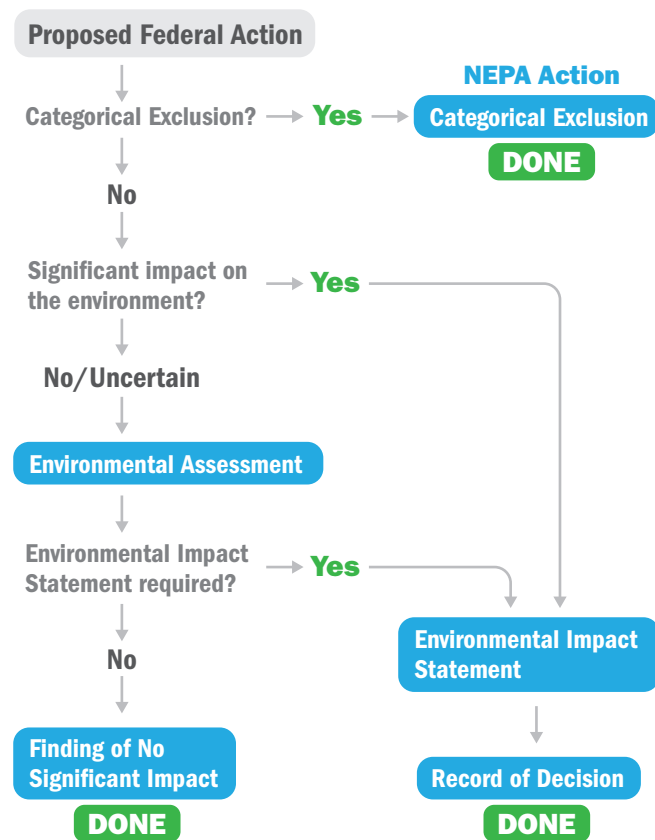 Proposed Federal Action
NEPA Action
Categorical Exclusion?
Yes
Categorical Exclusion
DONE
No
Significant impact on
the environment?
Yes
No/Uncertain
Environmental Assessment
Environmental Impact
Statement required?
Yes
No
Environmental Impact
Statement
Finding of No
Significant Impact
DONE
Record of Decision
DONE